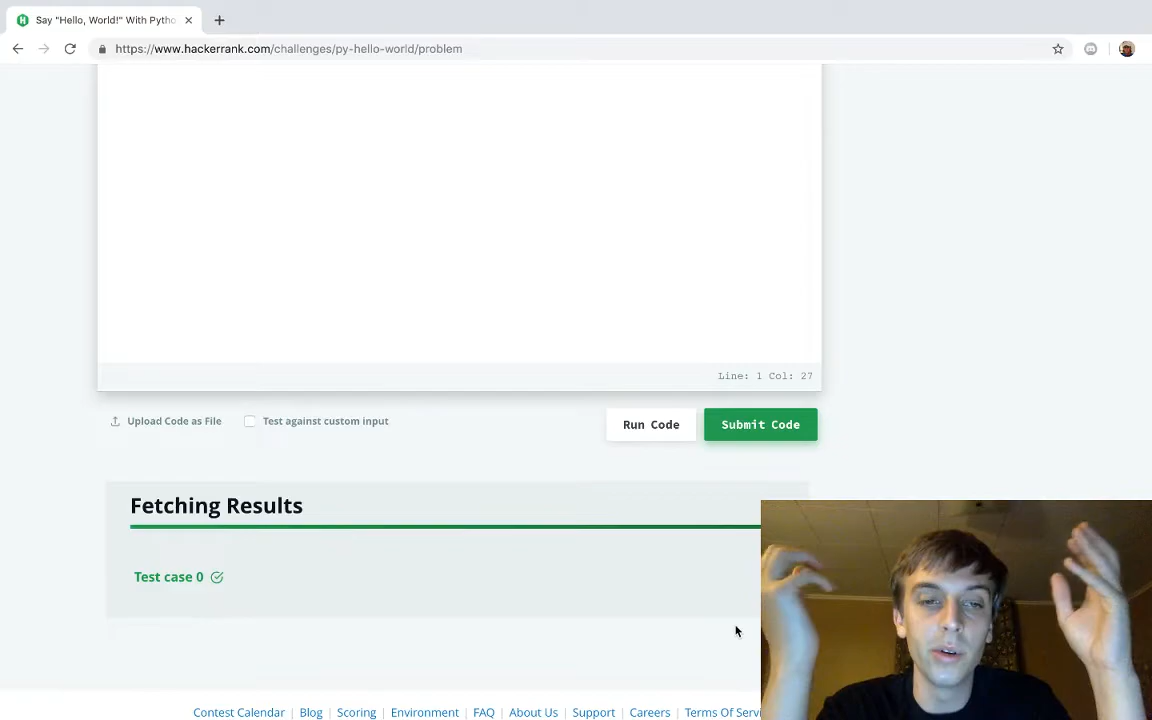 Say "Hello, World!" With Pytho
https://www.hackerrank.com/challenges/py-hello-world/problem
Line: 1 Col: 27
Upload Code as File
Test against custom input
Run Code
Submit Code
Fetching Results
Test case 0
Contest Calendar | Blog | Scoring | Environment | FAQ | About Us | Support | Careers | Terms Of Servi